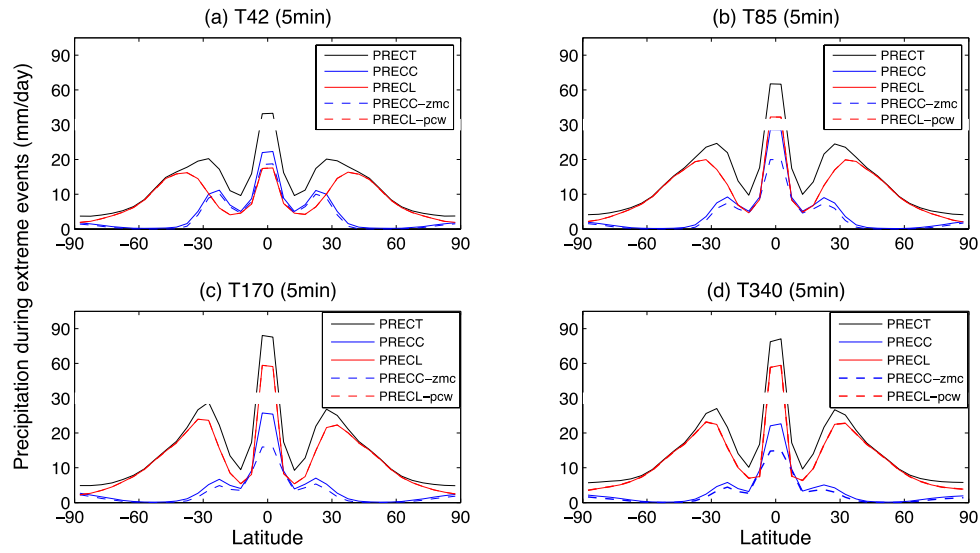 (a) T42 (5min)
(b) T85 (5min)
Precipitation during extreme events (mm/day)
90
60
30
20
10
0
PRECT
PRECC
PRECL
PRECC−zmc
PRECL−pcw
−90 −60 −30 0 30 60 90
90
60
30
20
10
0
PRECT
PRECC
PRECL
PRECC−zmc
PRECL−pcw
−90 −60 −30 0 30 60 90
(c) T170 (5min)
(d) T340 (5min)
90
60
30
20
10
0
PRECT
PRECC
PRECL
PRECC−zmc
PRECL−pcw
−90 −60 −30 0 30 60 90
Latitude
90
60
30
20
10
0
PRECT
PRECC
PRECL
PRECC−zmc
PRECL−pcw
−90 −60 −30 0 30 60 90
Latitude